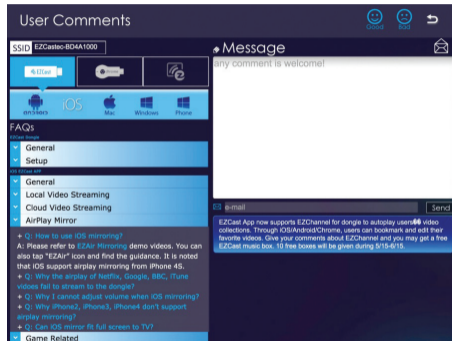 User Comments
Good
Bad
SSID EZCastec-BD4A1000
EZCast
android
iOS
Mac
Windows
Phone
FAQs
EZCast Dongle
General
Setup
iOS EZCast APP
General
Local Video Streaming
Cloud Video Streaming
AirPlay Mirror
+ Q: How to use iOS mirroring?
A: Please refer to EZAir Mirroring demo videos. You can
also tap "EZAir" icon and find the guidance. It is noted
that iOS support airplay mirroring from iPhone 4S.
+ Q: Why the airplay of Netflix, Google, BBC, iTune
vidoes fail to stream to the dongle?
+ Q: Why I cannot adjust volume when iOS mirroring?
+ Q: Why iPhone2, iPhone3, iPhone4 don't support
airplay mirroring?
+ Q: Can iOS mirror fit full screen to TV?
Game Related
Message
any comment is welcome!
e-mail
Send
EZCast App now supports EZChannel for dongle to autoplay users�� video
collections. Through iOS/Android/Chrome, users can bookmark and edit their
favorite videos. Give your comments about EZChannel and you may get a free
EZCast music box. 10 free boxes will be given during 5/15-6/15.